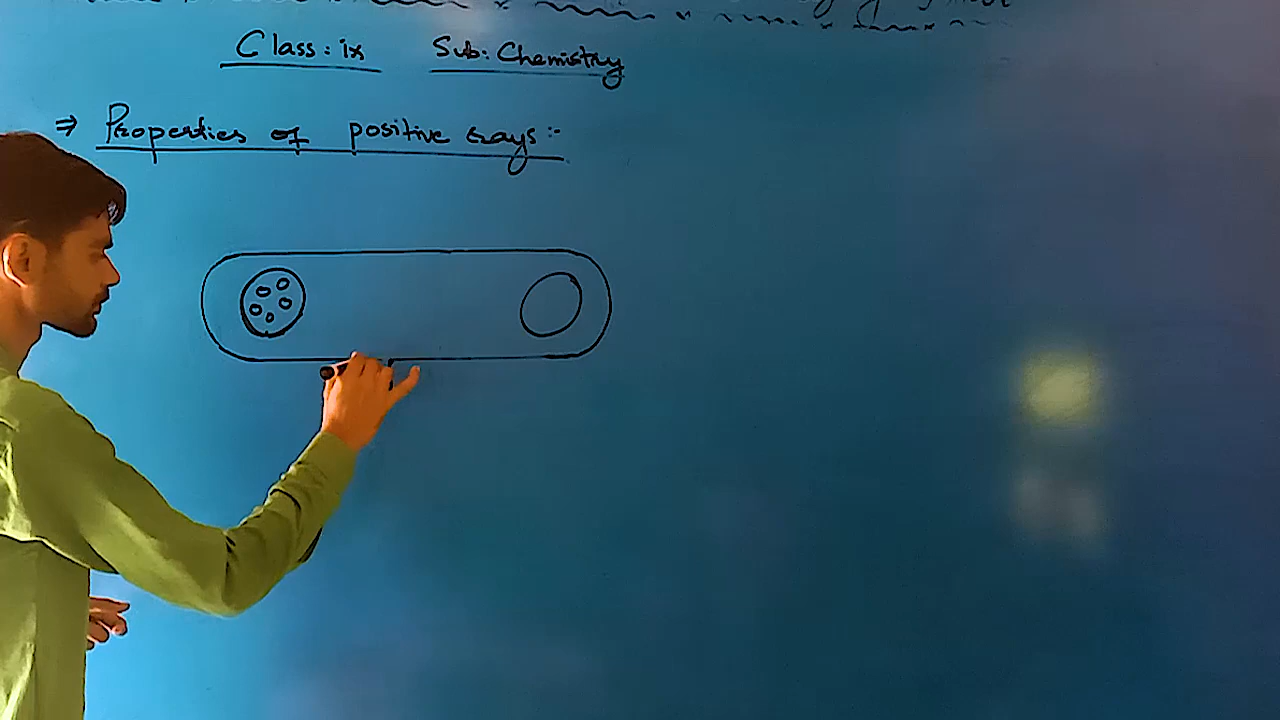 Class: ix Sub: Chemistry
⇒ Properties of positive rays :-